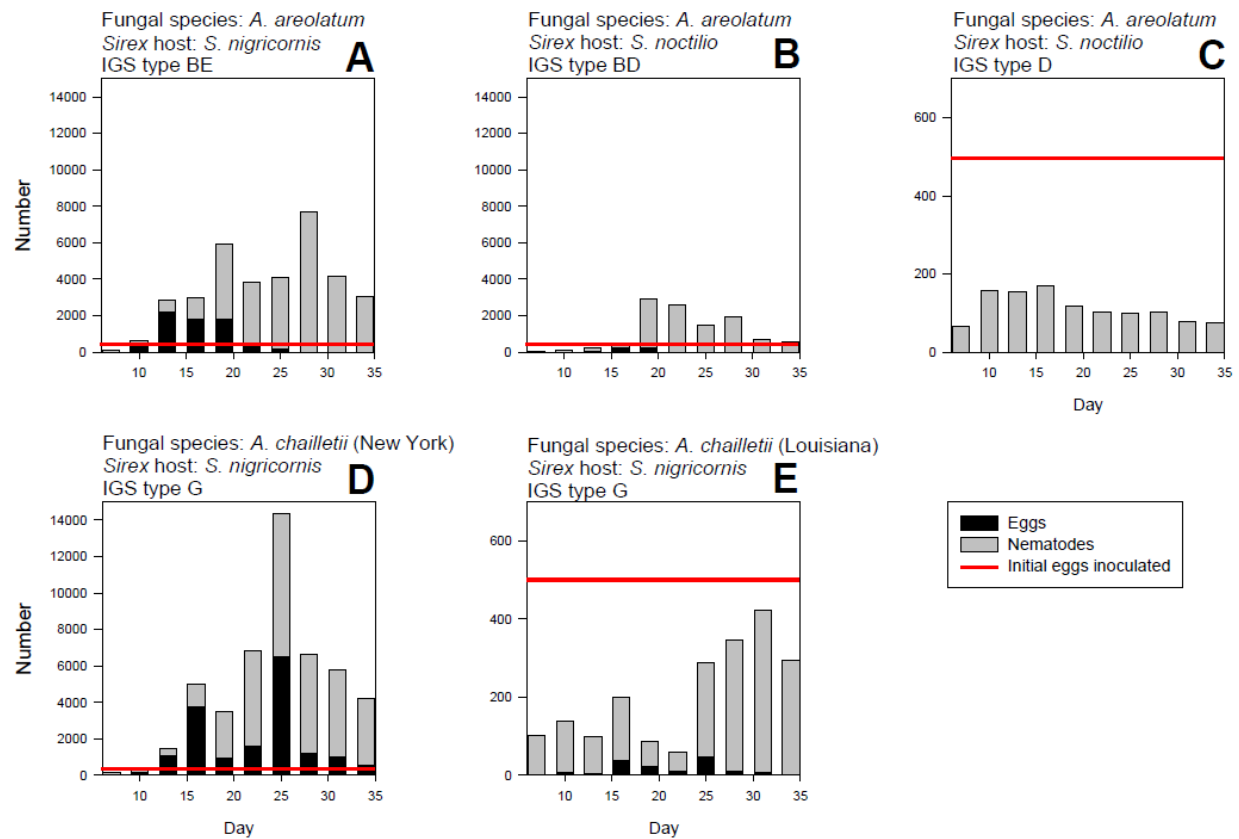 Fungal species: A. areolatum
Sirex host: S. nigricornis
IGS type BE
A
Number
14000
12000
10000
8000
6000
4000
2000
0
10
15
20
25
30
35
Fungal species: A. areolatum
Sirex host: S. noctilio
IGS type BD
B
14000
12000
10000
8000
6000
4000
2000
0
10
15
20
25
30
35
Fungal species: A. areolatum
Sirex host: S. noctilio
IGS type D
C
600
400
200
0
10
15
20
25
30
35
Day
Fungal species: A. chailletii (New York)
Sirex host: S. nigricornis
IGS type G
D
Number
14000
12000
10000
8000
6000
4000
2000
0
10
15
20
25
30
35
Day
Fungal species: A. chailletii (Louisiana)
Sirex host: S. nigricornis
IGS type G
E
600
400
200
0
10
15
20
25
30
35
Day
Eggs
Nematodes
Initial eggs inoculated